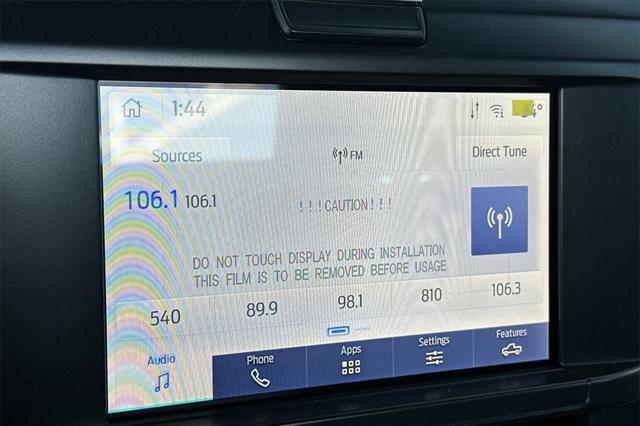 1:44
Sources
FM
Direct Tune
106.1 106.1
! ! !CAUTION! ! !
DO NOT TOUCH DISPLAY DURING INSTALLATION
THIS FILM IS TO BE REMOVED BEFORE USAGE
540 89.9 98.1 810 106.3
Audio Phone Apps Settings Features